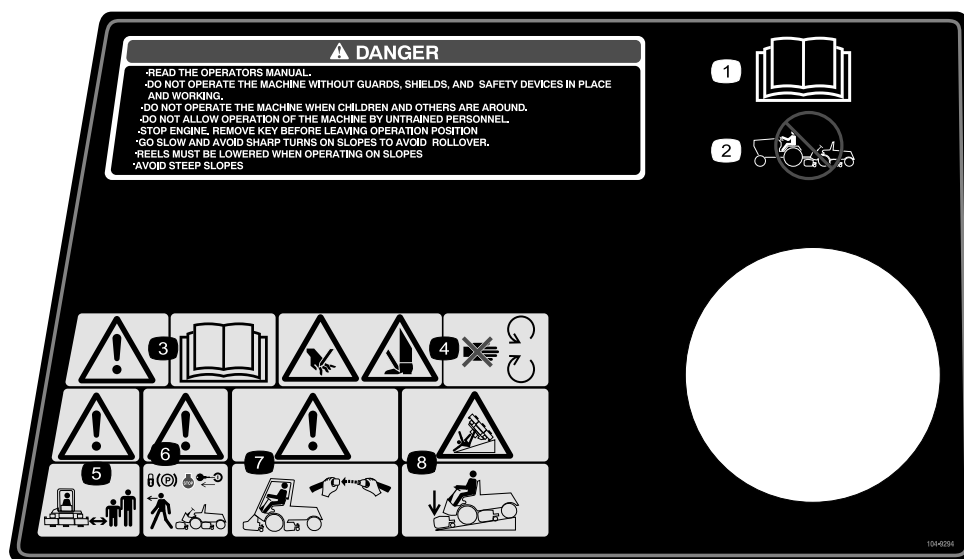 DANGER
·READ THE OPERATORS MANUAL.
·DO NOT OPERATE THE MACHINE WITHOUT GUARDS, SHIELDS, AND SAFETY DEVICES IN PLACE
AND WORKING.
·DO NOT OPERATE THE MACHINE WHEN CHILDREN AND OTHERS ARE AROUND.
·DO NOT ALLOW OPERATION OF THE MACHINE BY UNTRAINED PERSONNEL.
·STOP ENGINE, REMOVE KEY BEFORE LEAVING OPERATION POSITION
·GO SLOW AND AVOID SHARP TURNS ON SLOPES TO AVOID ROLLOVER.
·REELS MUST BE LOWERED WHEN OPERATING ON SLOPES
·AVOID STEEP SLOPES
1
2
3
4
5
6
7
8
(P)
STOP
104-9294